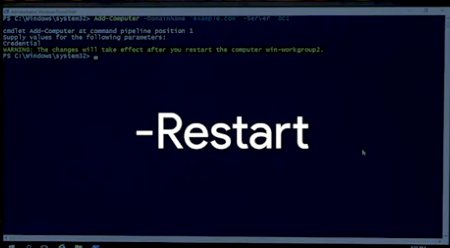 PS C:\Windows\system32> Add-Computer -DomainName 'example.com' -Server dc1
cmdlet Add-Computer at command pipeline position 1
Supply values for the following parameters:
Credential
WARNING: The changes will take effect after you restart the computer win-workgroup2.
PS C:\Windows\system32>
-Restart